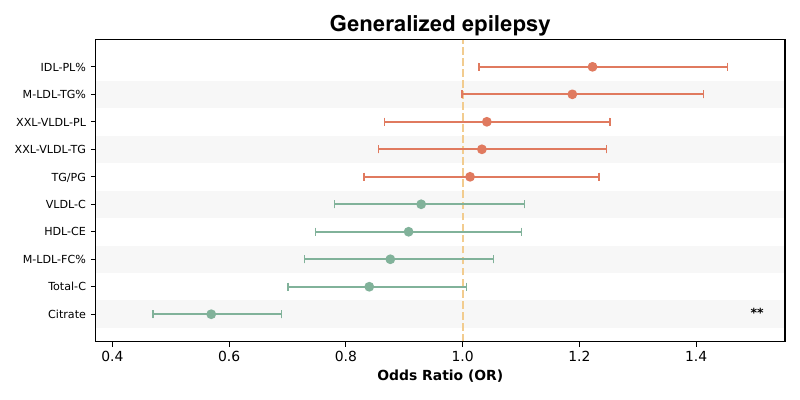 Generalized epilepsy
IDL-PL%
M-LDL-TG%
XXL-VLDL-PL
XXL-VLDL-TG
TG/PG
VLDL-C
HDL-CE
M-LDL-FC%
Total-C
Citrate **
0.4 0.6 0.8 1.0 1.2 1.4
Odds Ratio (OR)